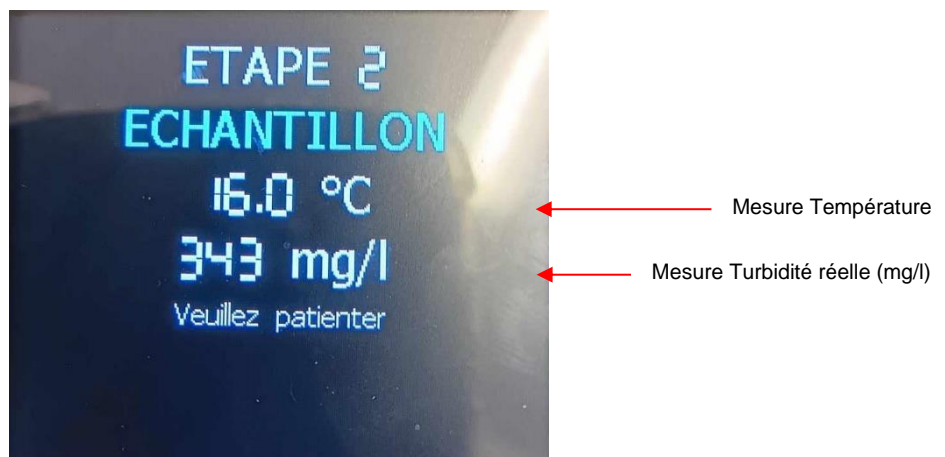 ETAPE 2
ECHANTILLON
16.0 °C
Mesure Température
343 mg/l
Mesure Turbidité réelle (mg/l)
Veuillez patienter